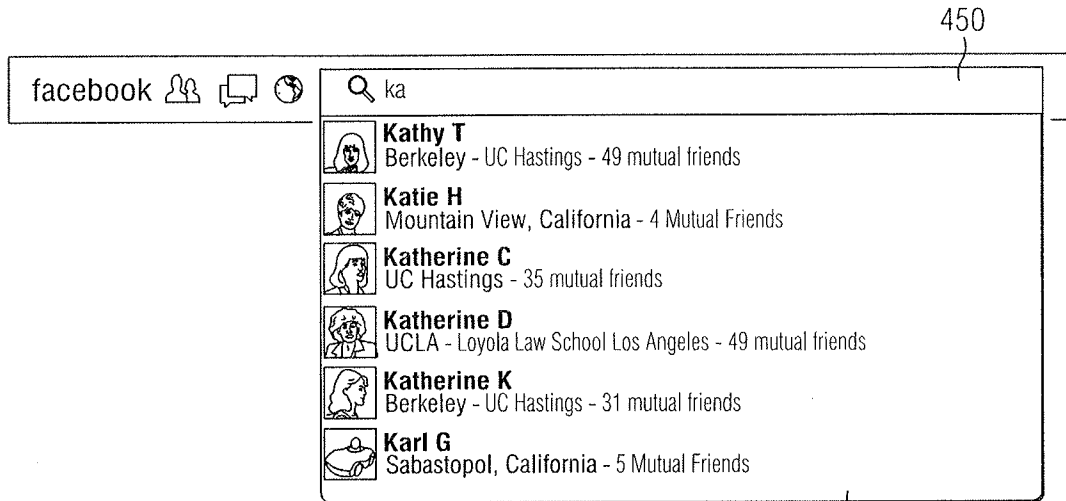 450
facebook
ka
Kathy T
Berkeley - UC Hastings - 49 mutual friends
Katie H
Mountain View, California - 4 Mutual Friends
Katherine C
UC Hastings - 35 mutual friends
Katherine D
UCLA - Loyola Law School Los Angeles - 49 mutual friends
Katherine K
Berkeley - UC Hastings - 31 mutual friends
Karl G
Sabastopol, California - 5 Mutual Friends